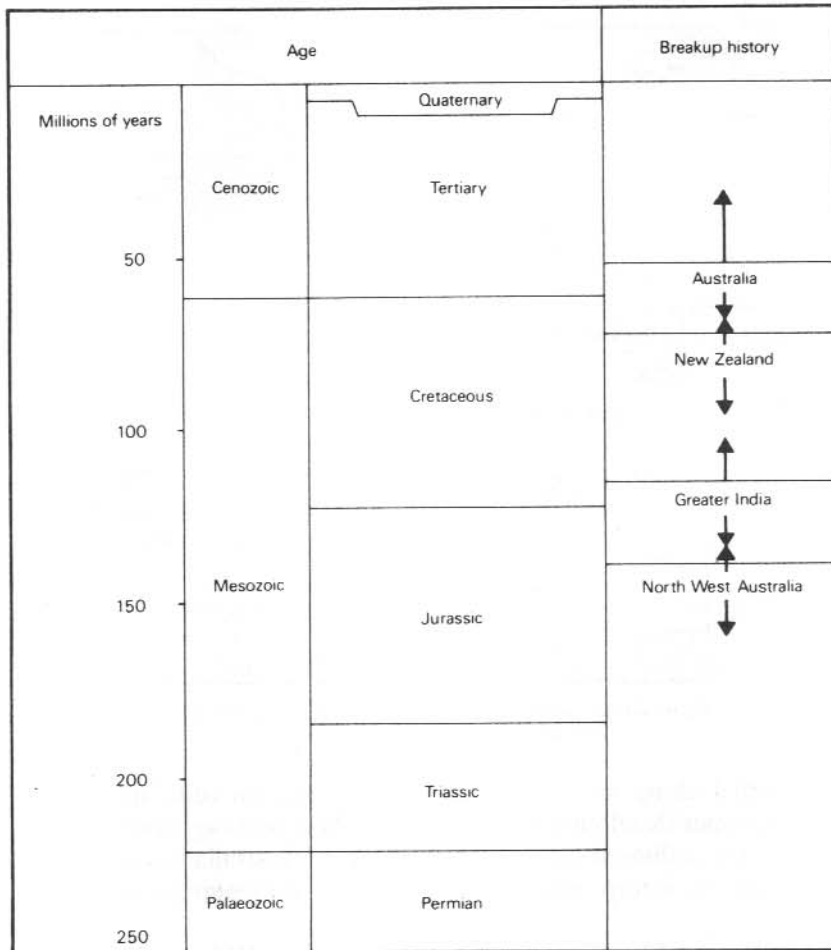 Age
Breakup history
Millions of years
Quaternary
Cenozoic
Tertiary
50
Australia
New Zealand
Cretaceous
100
Greater India
Mesozoic
North West Australia
150
Jurassic
200
Triassic
Palaeozoic
Permian
250